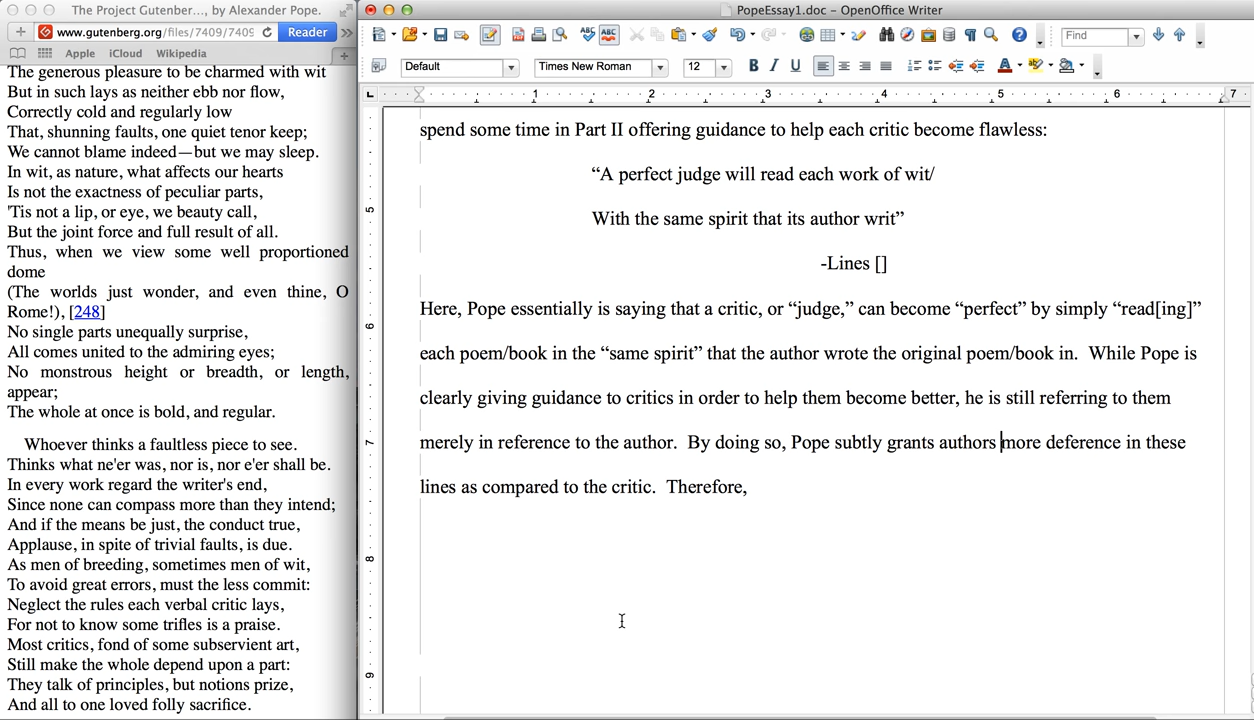 The Project Gutenber..., by Alexander Pope.
www.gutenberg.org/files/7409/7409
Reader
Apple iCloud Wikipedia
The generous pleasure to be charmed with wit
But in such lays as neither ebb nor flow,
Correctly cold and regularly low
That, shunning faults, one quiet tenor keep;
We cannot blame indeed—but we may sleep.
In wit, as nature, what affects our hearts
Is not the exactness of peculiar parts,
'Tis not a lip, or eye, we beauty call,
But the joint force and full result of all.
Thus, when we view some well proportioned
dome
(The worlds just wonder, and even thine, O
Rome!), [248]
No single parts unequally surprise,
All comes united to the admiring eyes;
No monstrous height or breadth, or length,
appear;
The whole at once is bold, and regular.
Whoever thinks a faultless piece to see.
Thinks what ne'er was, nor is, nor e'er shall be.
In every work regard the writer's end,
Since none can compass more than they intend;
And if the means be just, the conduct true,
Applause, in spite of trivial faults, is due.
As men of breeding, sometimes men of wit,
To avoid great errors, must the less commit:
Neglect the rules each verbal critic lays,
For not to know some trifles is a praise.
Most critics, fond of some subservient art,
Still make the whole depend upon a part:
They talk of principles, but notions prize,
And all to one loved folly sacrifice.
PopeEssay1.doc - OpenOffice Writer
Find
Default
Times New Roman
12
1 2 3 4 5 6 7
5
6
7
8
9
spend some time in Part II offering guidance to help each critic become flawless:
“A perfect judge will read each work of wit/
With the same spirit that its author writ”
-Lines []
Here, Pope essentially is saying that a critic, or “judge,” can become “perfect” by simply “read[ing]”
each poem/book in the “same spirit” that the author wrote the original poem/book in.  While Pope is
clearly giving guidance to critics in order to help them become better, he is still referring to them
merely in reference to the author.  By doing so, Pope subtly grants authors more deference in these
lines as compared to the critic.  Therefore,